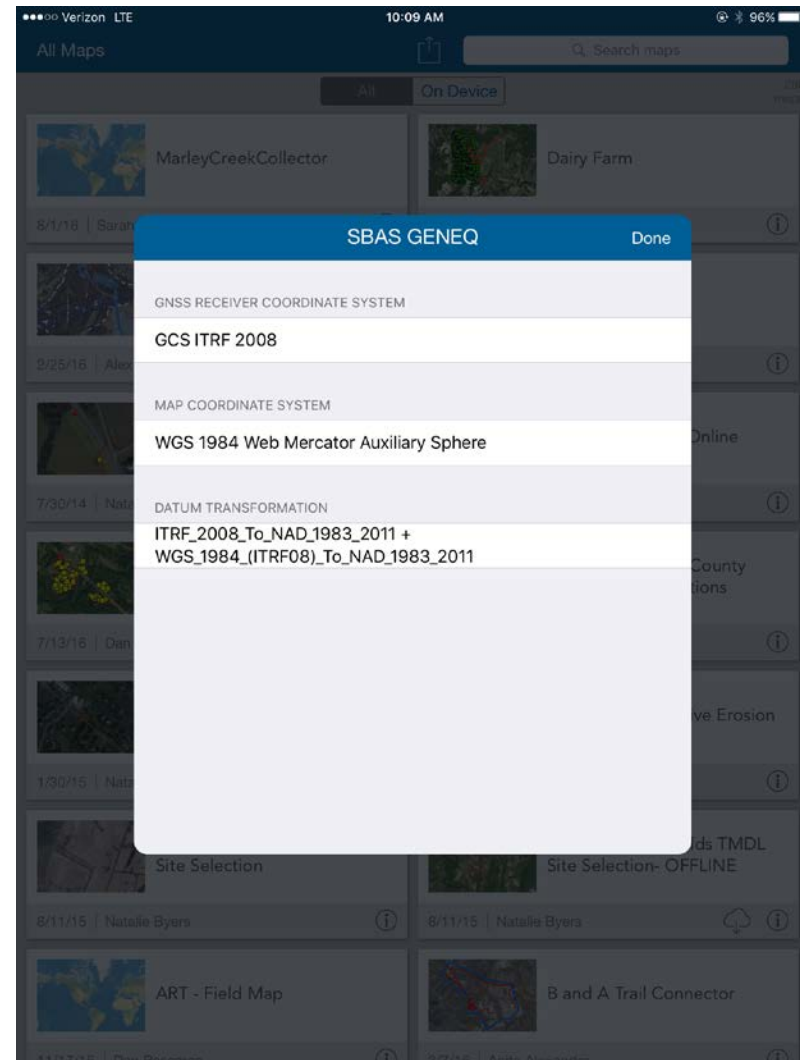 Verizon LTE 10:09 AM 96%
All Maps Search maps
All On Device
MarleyCreekCollector Dairy Farm
8/1/16 | Sarah
SBAS GENEQ Done
GNSS RECEIVER COORDINATE SYSTEM
GCS ITRF 2008
2/25/16 | Alex
MAP COORDINATE SYSTEM
WGS 1984 Web Mercator Auxiliary Sphere
Online
7/30/14 | Nata
DATUM TRANSFORMATION
ITRF_2008_To_NAD_1983_2011 +
WGS_1984_(ITRF08)_To_NAD_1983_2011
County
tions
7/13/16 | Dan
ve Erosion
1/30/15 | Nata
ds TMDL
Site Selection Site Selection- OFFLINE
8/11/15 | Natalie Byers 8/11/15 | Natalie Byers
ART - Field Map B and A Trail Connector